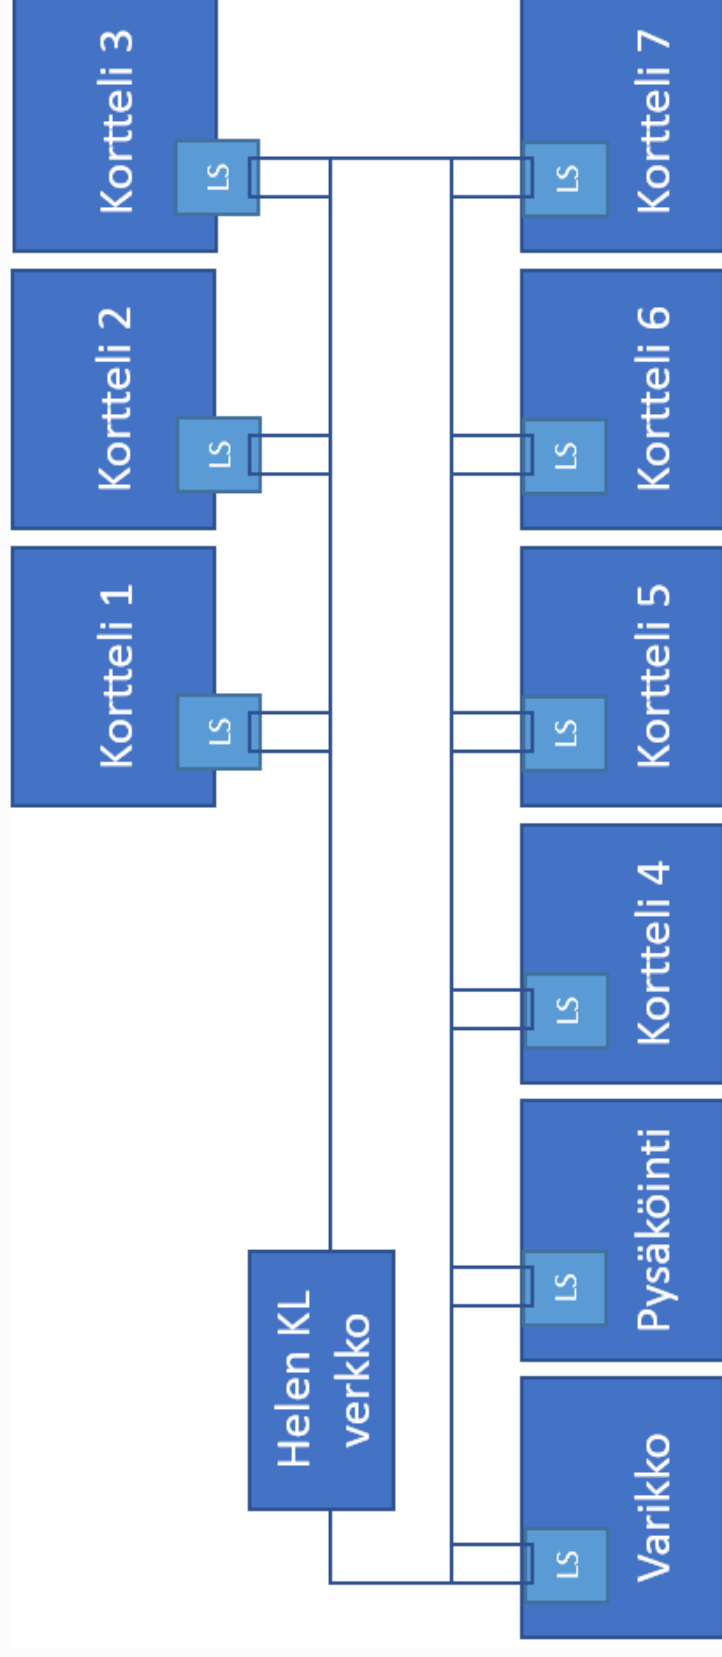 Kortteli 1
Kortteli 2
Kortteli 3
LS
LS
LS
Helen KL
verkko
LS
LS
LS
LS
LS
LS
Varikko
Pysäköinti
Kortteli 4
Kortteli 5
Kortteli 6
Kortteli 7